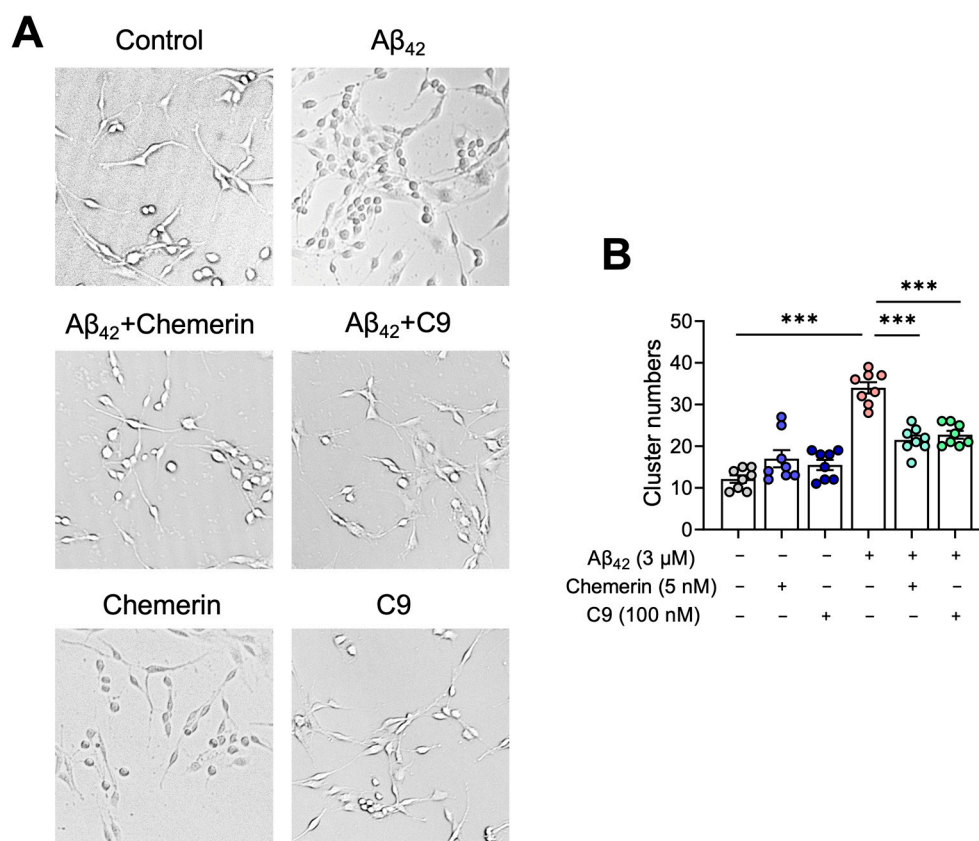 A
Control
Aβ₄₂
Aβ₄₂+Chemerin
Aβ₄₂+C9
Chemerin
C9
B
***
*** ***
50
40
30
20
10
0
Cluster numbers
Aβ₄₂ (3 μM) − − − + + +
Chemerin (5 nM) − + − − + −
C9 (100 nM) − − + − − +